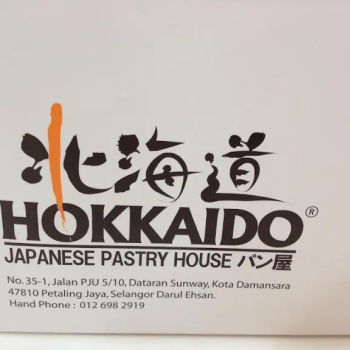 北海道
HOKKAIDO®
JAPANESE PASTRY HOUSE パン屋
No. 35-1, Jalan PJU 5/10, Dataran Sunway, Kota Damansara
47810 Petaling Jaya, Selangor Darul Ehsan.
Hand Phone : 012 698 2919